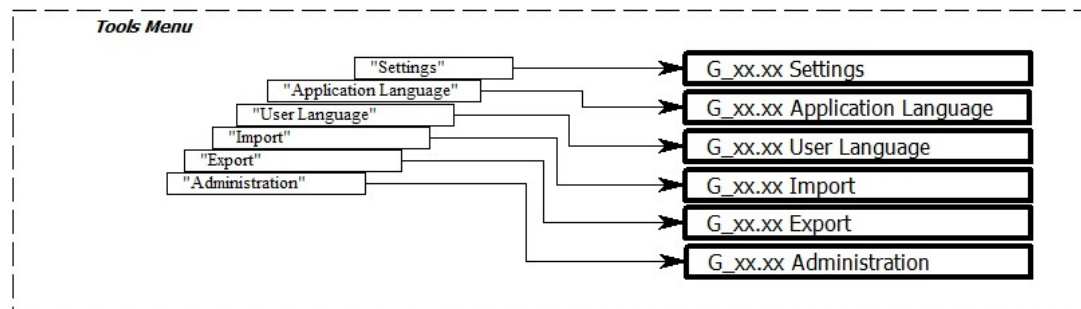 Tools Menu
"Settings"
"Application Language"
"User Language"
"Import"
"Export"
"Administration"
G_xx.xx Settings
G_xx.xx Application Language
G_xx.xx User Language
G_xx.xx Import
G_xx.xx Export
G_xx.xx Administration